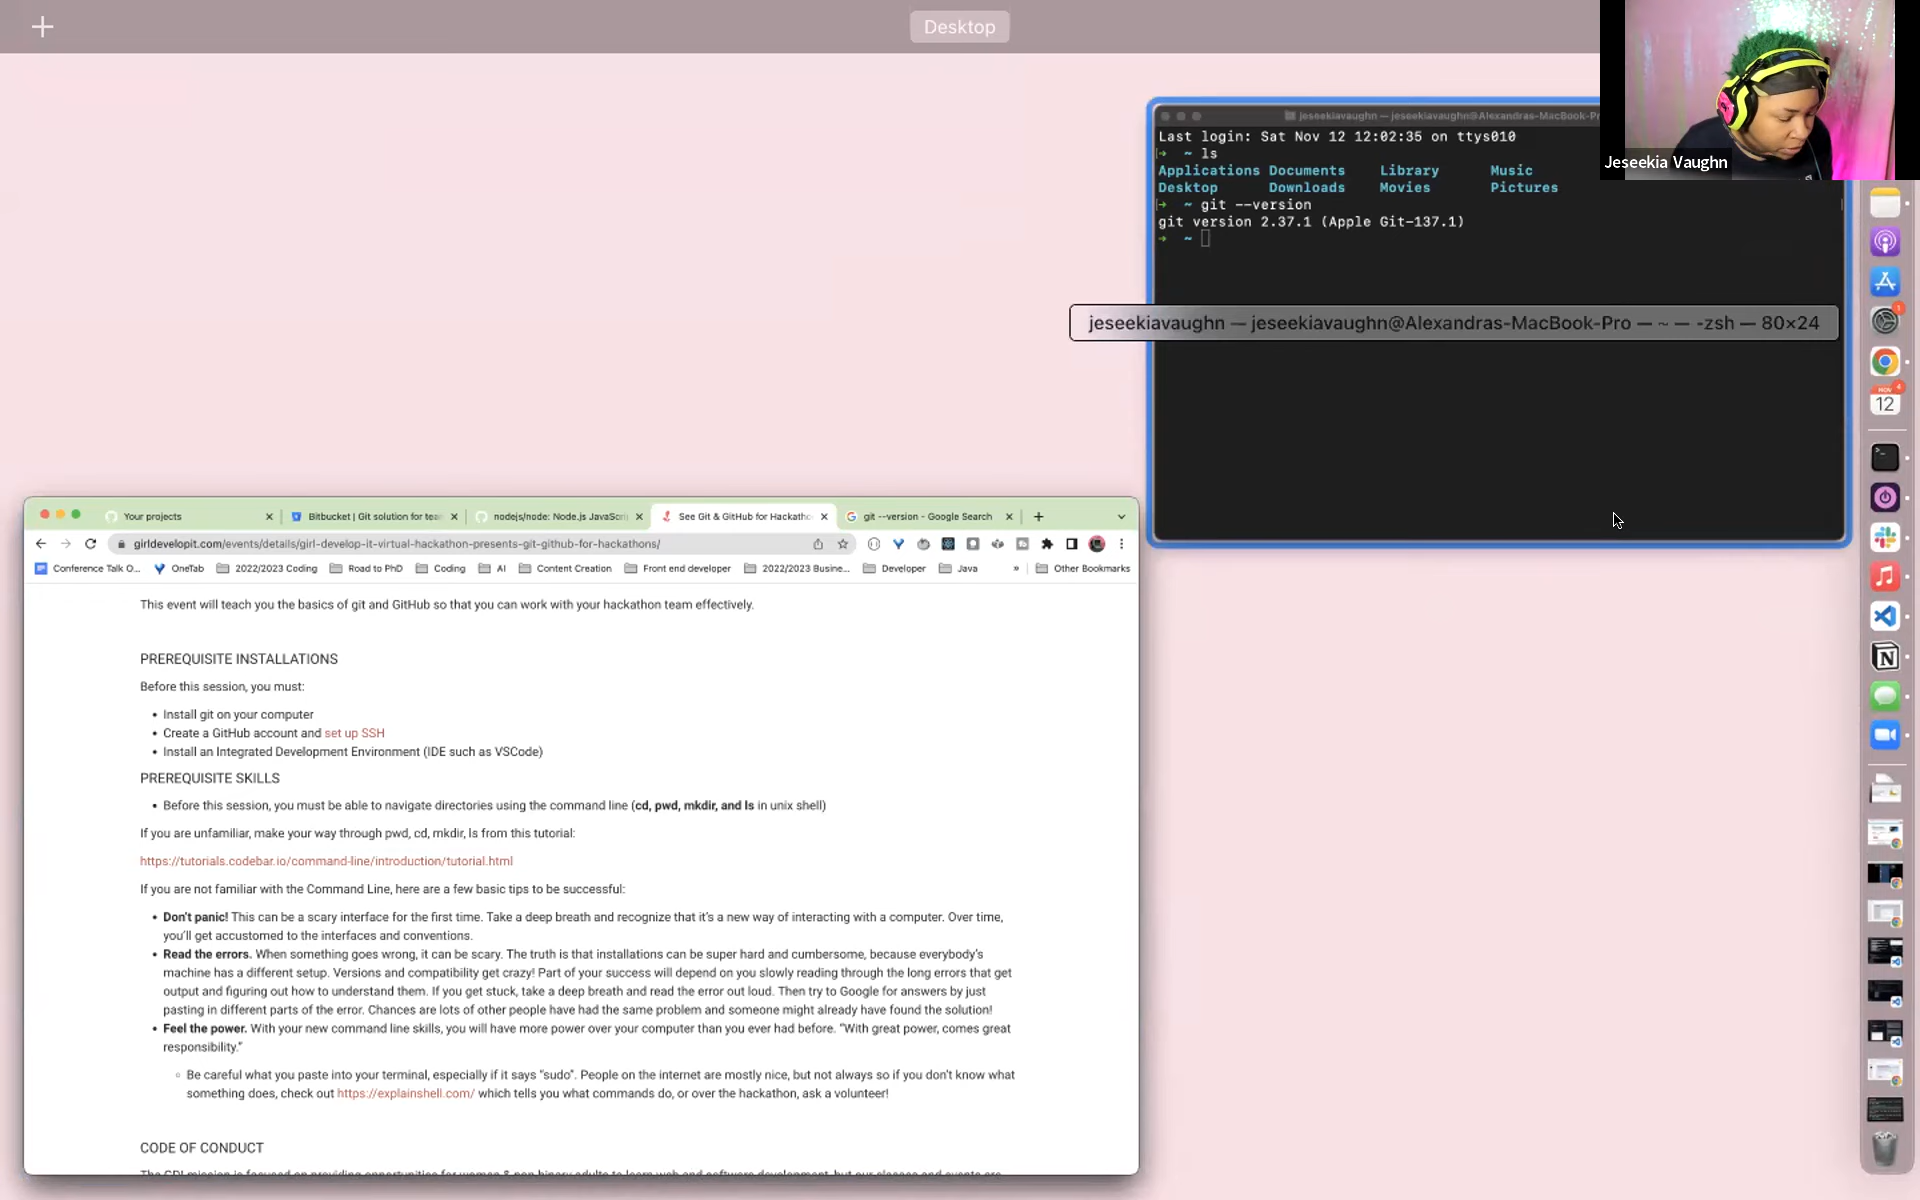 Desktop
Jeseekia Vaughn
jeseekiavaughn — jeseekiavaughn@Alexandras-MacBook-Pr
Last login: Sat Nov 12 12:02:35 on ttys010
→ ~ ls
Applications Documents Library Music
Desktop Downloads Movies Pictures
→ ~ git --version
git version 2.37.1 (Apple Git-137.1)
→ ~
jeseekiavaughn — jeseekiavaughn@Alexandras-MacBook-Pro — ~ — -zsh — 80×24
NOV
12
4
1
Your projects
Bitbucket | Git solution for tea
nodejs/node: Node.js JavaScri
See Git & GitHub for Hackatho
git --version - Google Search
girldevelopit.com/events/details/girl-develop-it-virtual-hackathon-presents-git-github-for-hackathons/
Conference Talk O... OneTab 2022/2023 Coding Road to PhD Coding AI Content Creation Front end developer 2022/2023 Busine... Developer Java » Other Bookmarks
This event will teach you the basics of git and GitHub so that you can work with your hackathon team effectively.
PREREQUISITE INSTALLATIONS
Before this session, you must:
• Install git on your computer
• Create a GitHub account and set up SSH
• Install an Integrated Development Environment (IDE such as VSCode)
PREREQUISITE SKILLS
• Before this session, you must be able to navigate directories using the command line (cd, pwd, mkdir, and ls in unix shell)
If you are unfamiliar, make your way through pwd, cd, mkdir, ls from this tutorial:
https://tutorials.codebar.io/command-line/introduction/tutorial.html
If you are not familiar with the Command Line, here are a few basic tips to be successful:
• Don't panic! This can be a scary interface for the first time. Take a deep breath and recognize that it's a new way of interacting with a computer. Over time,
you'll get accustomed to the interfaces and conventions.
• Read the errors. When something goes wrong, it can be scary. The truth is that installations can be super hard and cumbersome, because everybody's
machine has a different setup. Versions and compatibility get crazy! Part of your success will depend on you slowly reading through the long errors that get
output and figuring out how to understand them. If you get stuck, take a deep breath and read the error out loud. Then try to Google for answers by just
pasting in different parts of the error. Chances are lots of other people have had the same problem and someone might already have found the solution!
• Feel the power. With your new command line skills, you will have more power over your computer than you ever had before. "With great power, comes great
responsibility."
◦ Be careful what you paste into your terminal, especially if it says "sudo". People on the internet are mostly nice, but not always so if you don't know what
something does, check out https://explainshell.com/ which tells you what commands do, or over the hackathon, ask a volunteer!
CODE OF CONDUCT